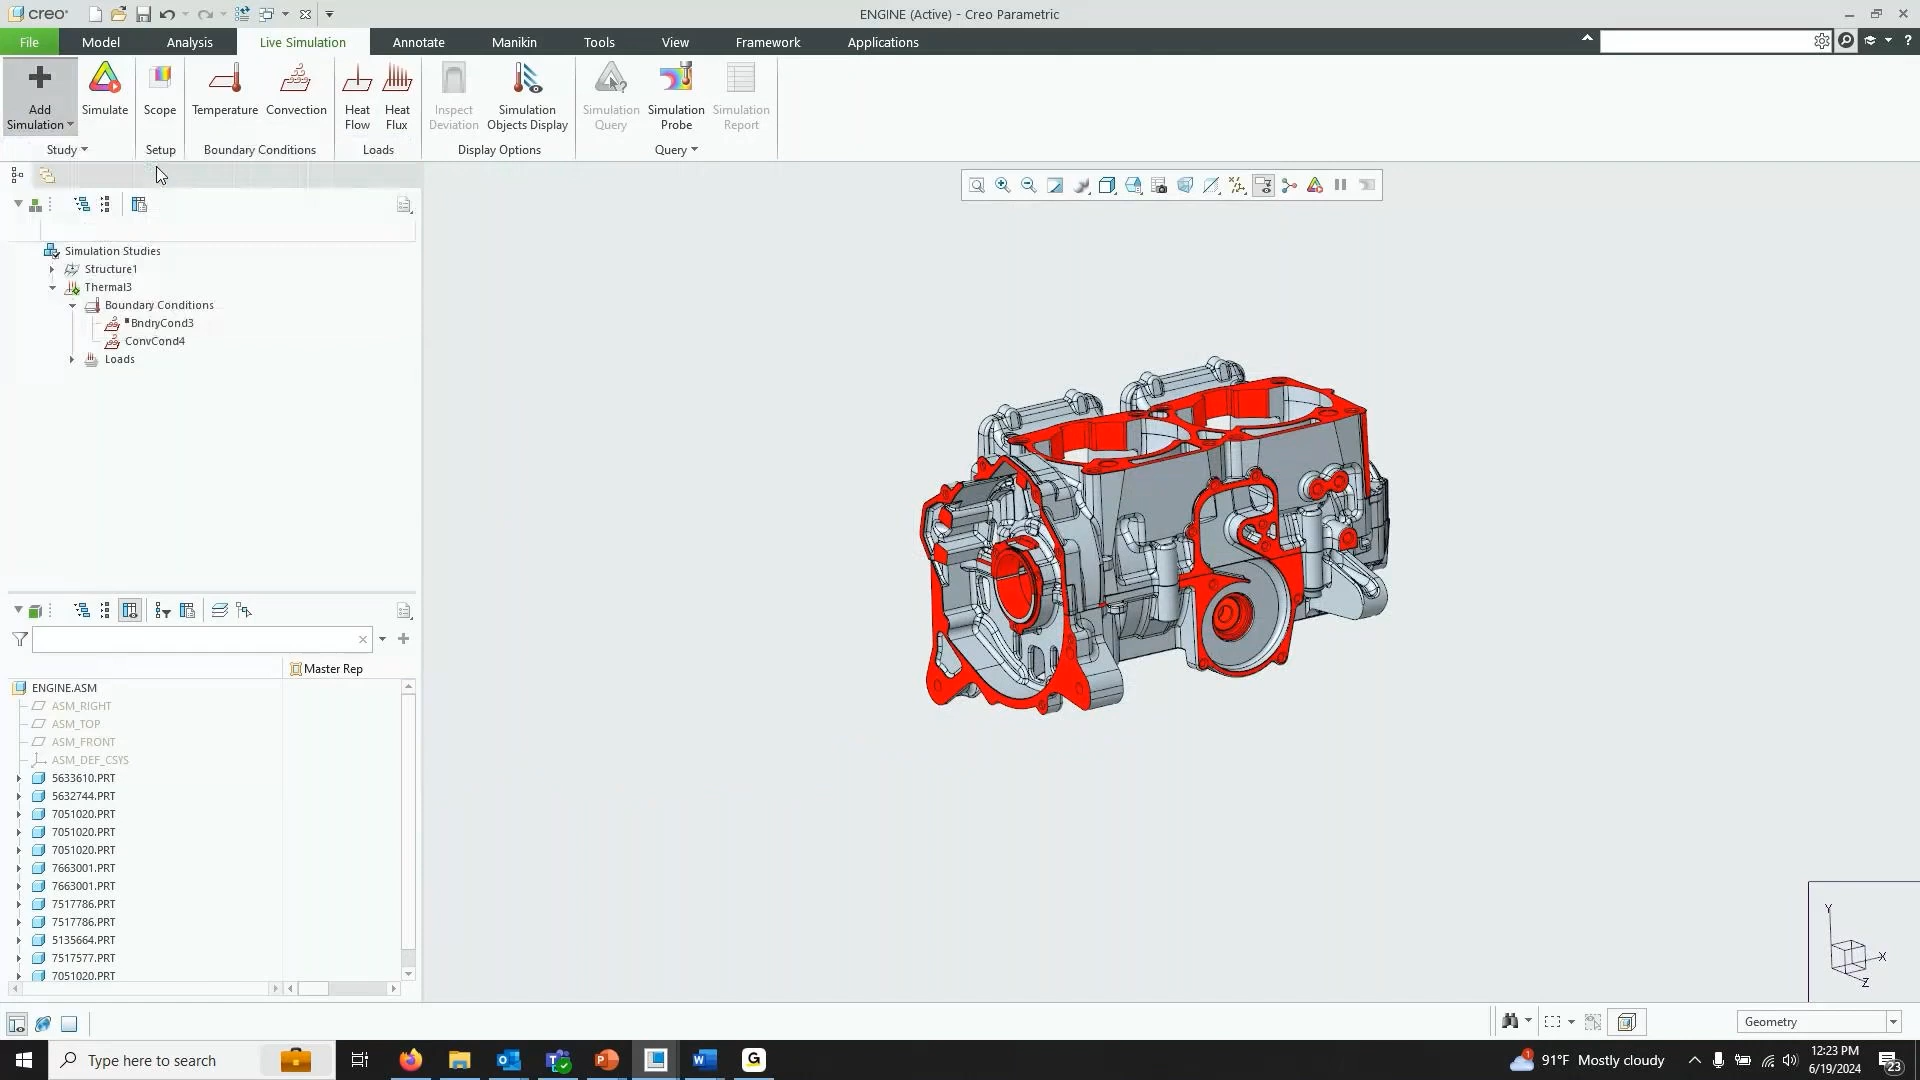 creo
ENGINE (Active) - Creo Parametric
File
Model
Analysis
Live Simulation
Annotate
Manikin
Tools
View
Framework
Applications
Add
Simulation
Simulate
Scope
Temperature
Convection
Heat
Flow
Heat
Flux
Inspect
Deviation
Simulation
Objects Display
Simulation
Query
Simulation
Probe
Simulation
Report
Study
Setup
Boundary Conditions
Loads
Display Options
Query
Simulation Studies
Structure1
Thermal3
Boundary Conditions
BndryCond3
ConvCond4
Loads
Master Rep
ENGINE.ASM
ASM_RIGHT
ASM_TOP
ASM_FRONT
ASM_DEF_CSYS
5633610.PRT
5632744.PRT
7051020.PRT
7051020.PRT
7051020.PRT
7663001.PRT
7663001.PRT
7517786.PRT
7517786.PRT
5135664.PRT
7517577.PRT
7051020.PRT
Y
X
Z
Geometry
Type here to search
91°F Mostly cloudy
12:23 PM
6/19/2024
23